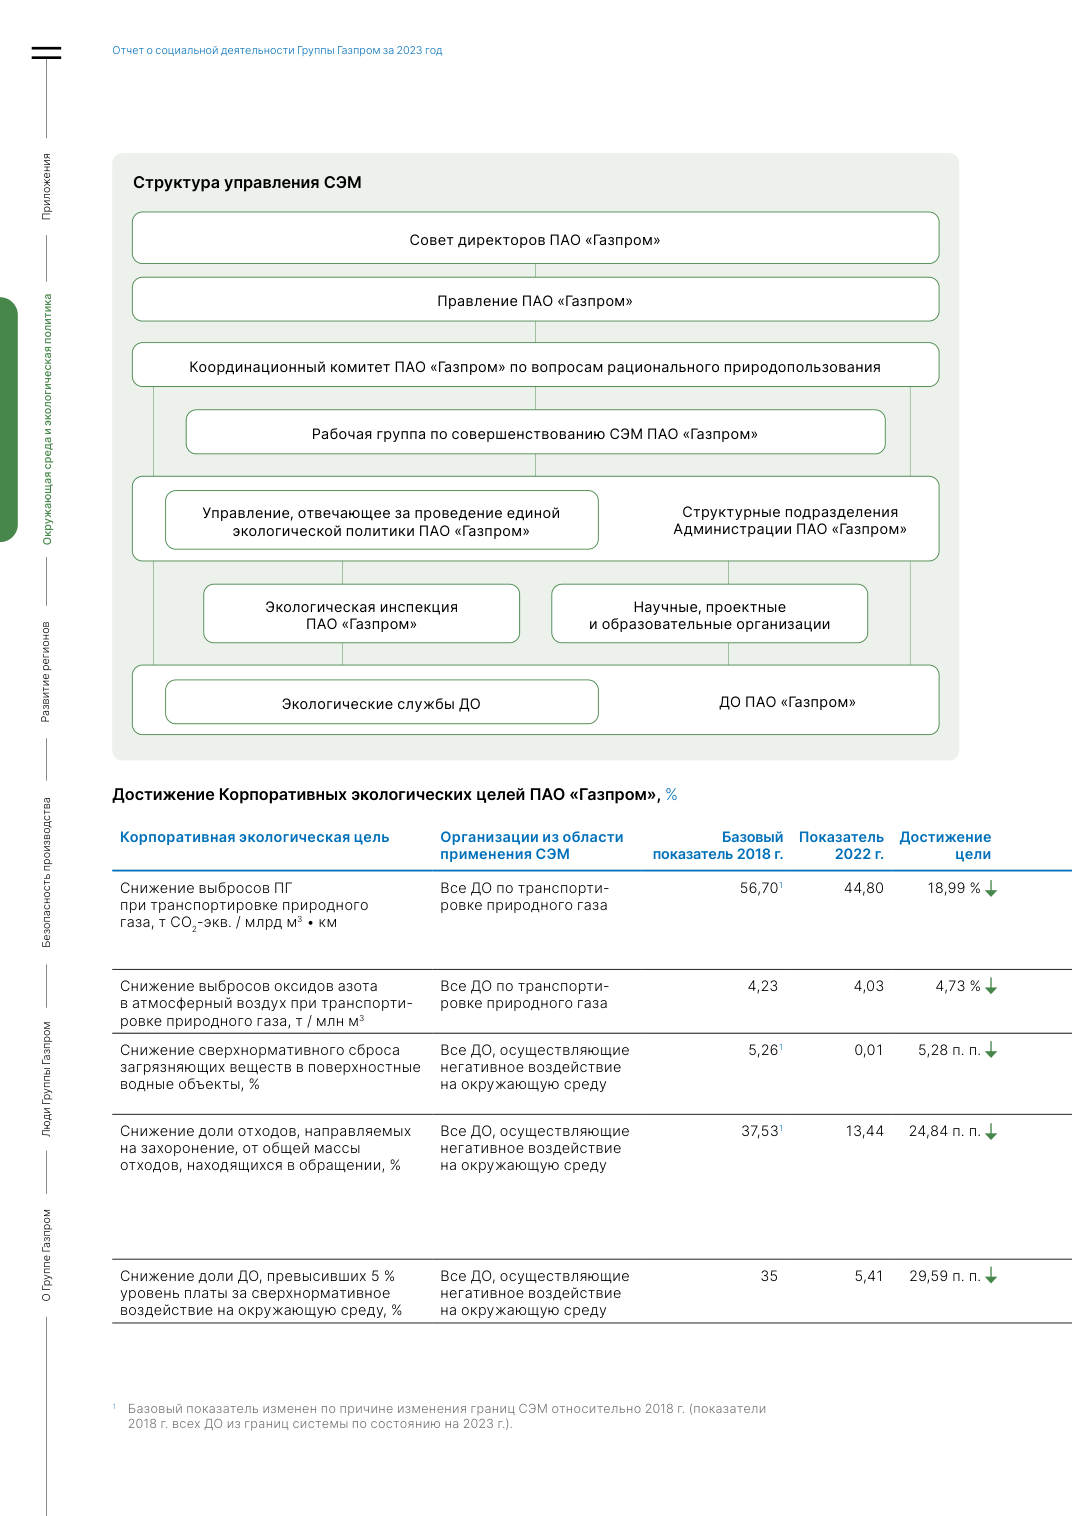 Отчет о социальной деятельности Группы Газпром за 2023 год
Приложения
Окружающая среда и экологическая политика
Развитие регионов
Безопасность производства
Люди Группы Газпром
О Группе Газпром
Структура управления СЭМ
Совет директоров ПАО «Газпром»
Правление ПАО «Газпром»
Координационный комитет ПАО «Газпром» по вопросам рационального природопользования
Рабочая группа по совершенствованию СЭМ ПАО «Газпром»
Управление, отвечающее за проведение единой
экологической политики ПАО «Газпром»
Структурные подразделения
Администрации ПАО «Газпром»
Экологическая инспекция
ПАО «Газпром»
Научные, проектные
и образовательные организации
Экологические службы ДО
ДО ПАО «Газпром»
Достижение Корпоративных экологических целей ПАО «Газпром», %
Корпоративная экологическая цель Организации из области Базовый Показатель Достижение
применения СЭМ показатель 2018 г. 2022 г. цели
Снижение выбросов ПГ Все ДО по транспорти- 56,70¹ 44,80 18,99 %
при транспортировке природного ровке природного газа
газа, т CO₂-экв. / млрд м³ • км
Снижение выбросов оксидов азота Все ДО по транспорти- 4,23 4,03 4,73 %
в атмосферный воздух при транспорти- ровке природного газа
ровке природного газа, т / млн м³
Снижение сверхнормативного сброса Все ДО, осуществляющие 5,26¹ 0,01 5,28 п. п.
загрязняющих веществ в поверхностные негативное воздействие
водные объекты, % на окружающую среду
Снижение доли отходов, направляемых Все ДО, осуществляющие 37,53¹ 13,44 24,84 п. п.
на захоронение, от общей массы негативное воздействие
отходов, находящихся в обращении, % на окружающую среду
Снижение доли ДО, превысивших 5 % Все ДО, осуществляющие 35 5,41 29,59 п. п.
уровень платы за сверхнормативное негативное воздействие
воздействие на окружающую среду, % на окружающую среду
¹ Базовый показатель изменен по причине изменения границ СЭМ относительно 2018 г. (показатели
2018 г. всех ДО из границ системы по состоянию на 2023 г.).